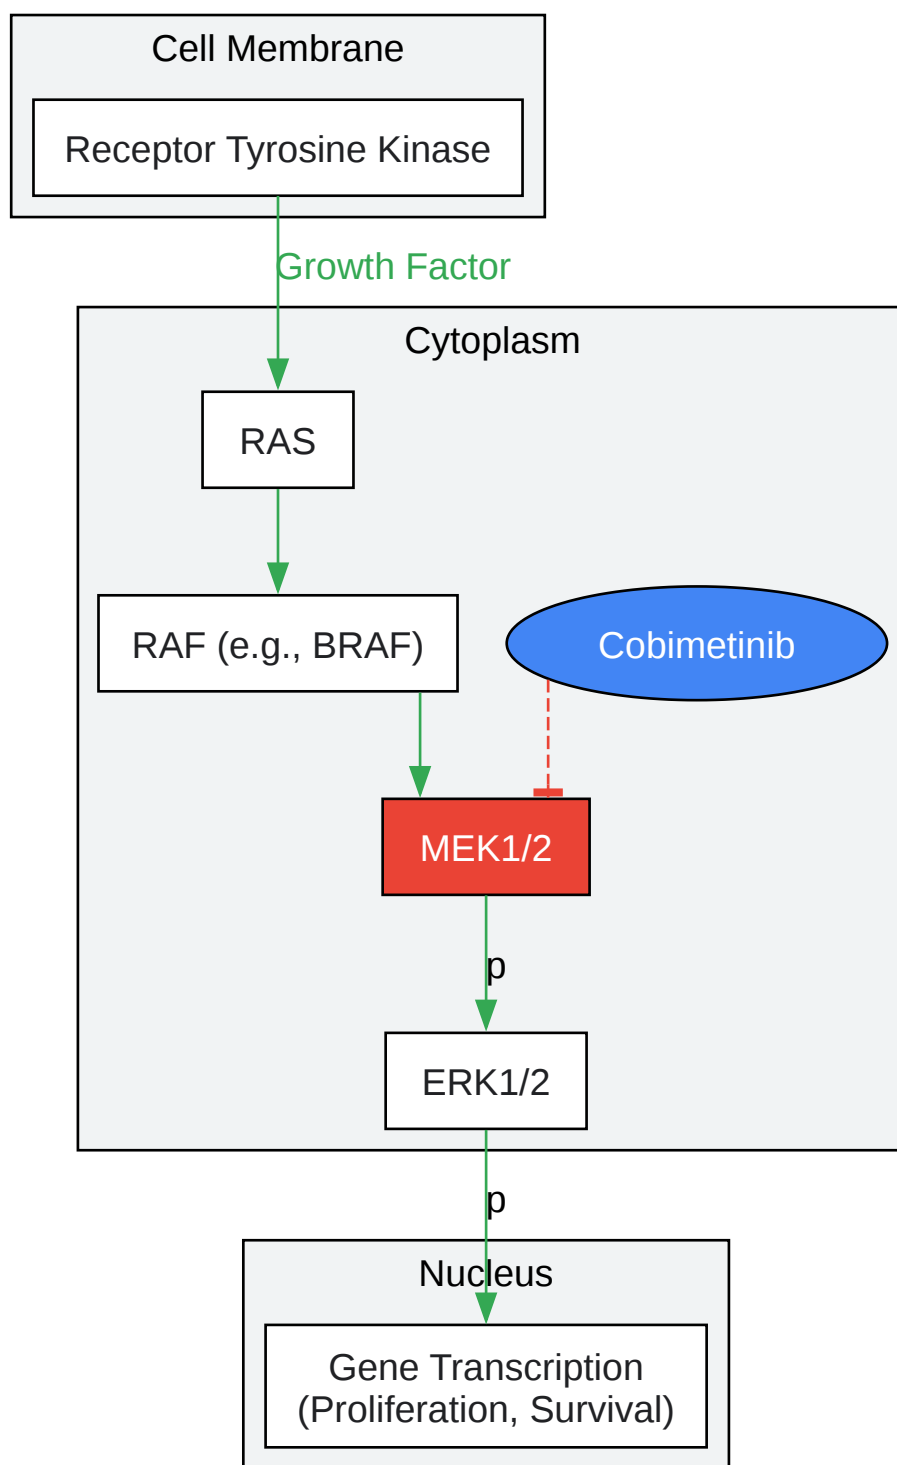 Cell Membrane
Receptor Tyrosine Kinase
Growth Factor
Cytoplasm
RAS
RAF (e.g., BRAF)
Cobimetinib
MEK1/2
p
ERK1/2
p
Nucleus
Gene Transcription
(Proliferation, Survival)